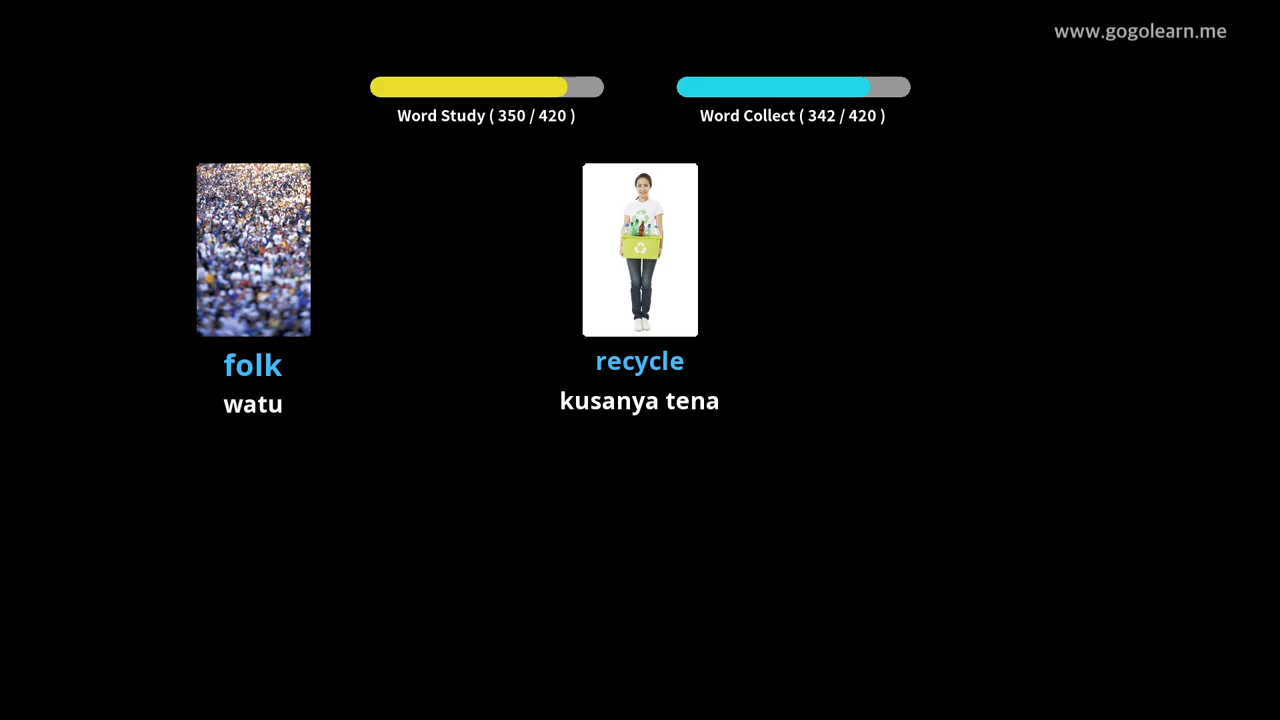 www.gogolearn.me
Word Study ( 350 / 420 )
Word Collect ( 342 / 420 )
folk
watu
recycle
kusanya tena